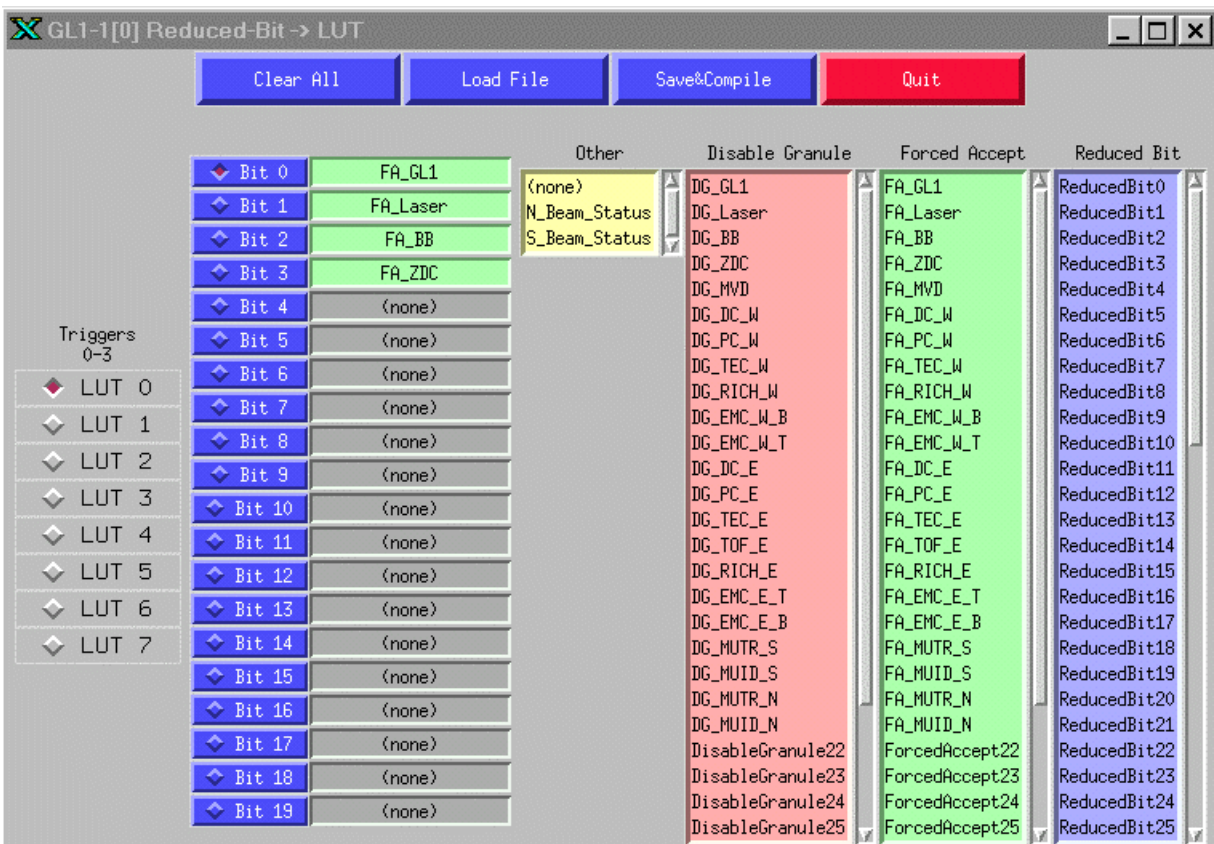 GL1-1[0] Reduced-Bit -> LUT
Clear All
Load File
Save&Compile
Quit
Triggers
0-3
LUT 0
LUT 1
LUT 2
LUT 3
LUT 4
LUT 5
LUT 6
LUT 7
Bit 0 FA_GL1
Bit 1 FA_Laser
Bit 2 FA_BB
Bit 3 FA_ZDC
Bit 4 (none)
Bit 5 (none)
Bit 6 (none)
Bit 7 (none)
Bit 8 (none)
Bit 9 (none)
Bit 10 (none)
Bit 11 (none)
Bit 12 (none)
Bit 13 (none)
Bit 14 (none)
Bit 15 (none)
Bit 16 (none)
Bit 17 (none)
Bit 18 (none)
Bit 19 (none)
Other
(none)
N_Beam_Status
S_Beam_Status
Disable Granule
DG_GL1
DG_Laser
DG_BB
DG_ZDC
DG_MVD
DG_DC_W
DG_PC_W
DG_TEC_W
DG_RICH_W
DG_EMC_W_B
DG_EMC_W_T
DG_DC_E
DG_PC_E
DG_TEC_E
DG_TOF_E
DG_RICH_E
DG_EMC_E_T
DG_EMC_E_B
DG_MUTR_S
DG_MUID_S
DG_MUTR_N
DG_MUID_N
DisableGranule22
DisableGranule23
DisableGranule24
DisableGranule25
Forced Accept
FA_GL1
FA_Laser
FA_BB
FA_ZDC
FA_MVD
FA_DC_W
FA_PC_W
FA_TEC_W
FA_RICH_W
FA_EMC_W_B
FA_EMC_W_T
FA_DC_E
FA_PC_E
FA_TEC_E
FA_TOF_E
FA_RICH_E
FA_EMC_E_T
FA_EMC_E_B
FA_MUTR_S
FA_MUID_S
FA_MUTR_N
FA_MUID_N
ForcedAccept22
ForcedAccept23
ForcedAccept24
ForcedAccept25
Reduced Bit
ReducedBit0
ReducedBit1
ReducedBit2
ReducedBit3
ReducedBit4
ReducedBit5
ReducedBit6
ReducedBit7
ReducedBit8
ReducedBit9
ReducedBit10
ReducedBit11
ReducedBit12
ReducedBit13
ReducedBit14
ReducedBit15
ReducedBit16
ReducedBit17
ReducedBit18
ReducedBit19
ReducedBit20
ReducedBit21
ReducedBit22
ReducedBit23
ReducedBit24
ReducedBit25